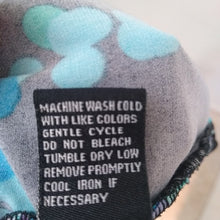 MACHINE WASH COLD
WITH LIKE COLORS
GENTLE CYCLE
DO NOT BLEACH
TUMBLE DRY LOW
REMOVE PROMPTLY
COOL IRON IF
NECESSARY